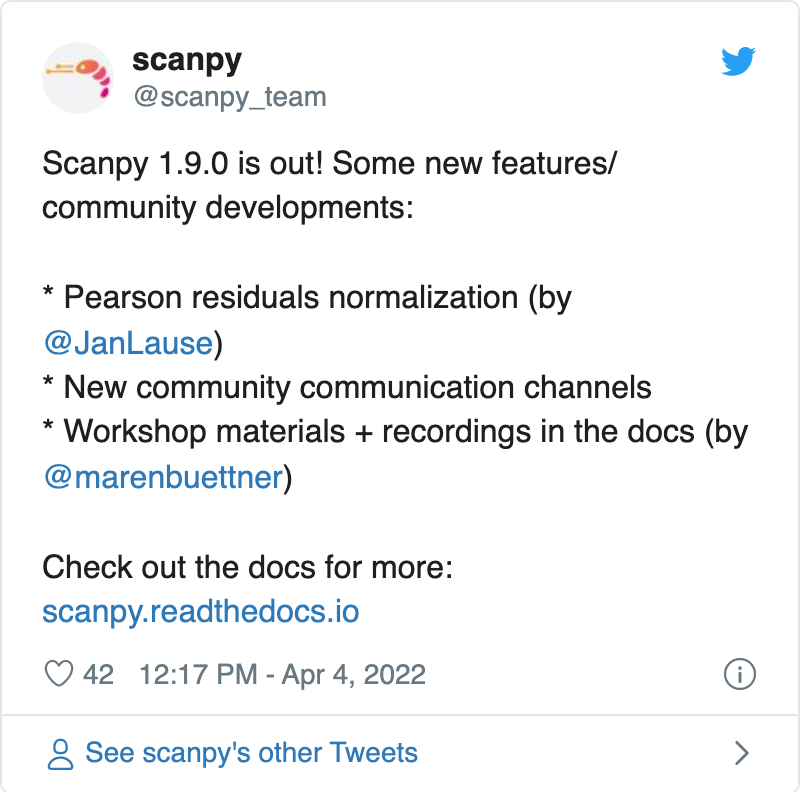 scanpy
@scanpy_team
Scanpy 1.9.0 is out! Some new features/
community developments:
* Pearson residuals normalization (by
@JanLause)
* New community communication channels
* Workshop materials + recordings in the docs (by
@marenbuettner)
Check out the docs for more:
scanpy.readthedocs.io
42 12:17 PM - Apr 4, 2022
See scanpy's other Tweets